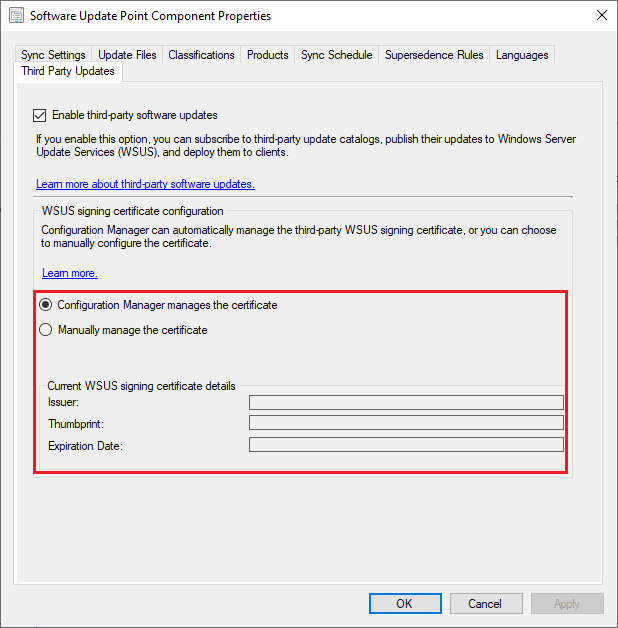 Software Update Point Component Properties
Sync Settings Update Files Classifications Products Sync Schedule Supersedence Rules Languages
Third Party Updates
Enable third-party software updates
If you enable this option, you can subscribe to third-party update catalogs, publish their updates to Windows Server
Update Services (WSUS), and deploy them to clients.
Learn more about third-party software updates.
WSUS signing certificate configuration
Configuration Manager can automatically manage the third-party WSUS signing certificate, or you can choose
to manually configure the certificate.
Learn more.
Configuration Manager manages the certificate
Manually manage the certificate
Current WSUS signing certificate details
Issuer:
Thumbprint:
Expiration Date:
OK Cancel Apply